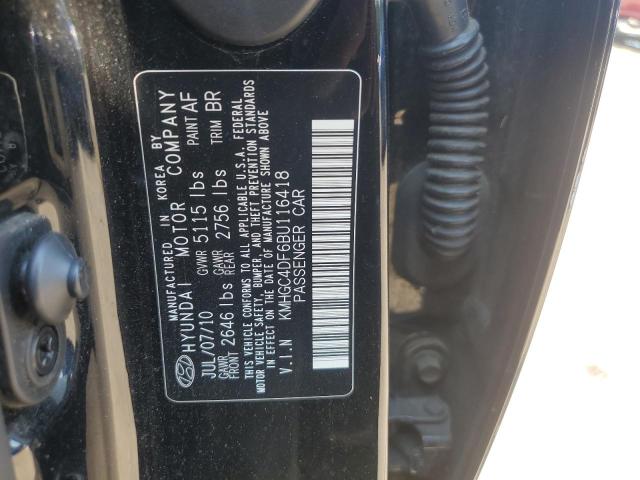 MANUFACTURED IN KOREA BY
HYUNDAI MOTOR COMPANY
JUL/07/10 GVWR 5115 lbs PAINT AF
GAWR FRONT 2646 lbs GAWR REAR 2756 lbs TRIM BR
THIS VEHICLE CONFORMS TO ALL APPLICABLE U.S.A. FEDERAL
MOTOR VEHICLE SAFETY, BUMPER, AND THEFT PREVENTION STANDARDS
IN EFFECT ON THE DATE OF MANUFACTURE SHOWN ABOVE
V.I.N KMHGC4DF6BU116418
PASSENGER CAR